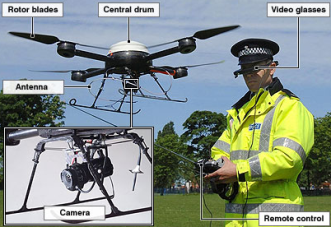 Rotor blades
Central drum
Video glasses
Antenna
Camera
Remote control